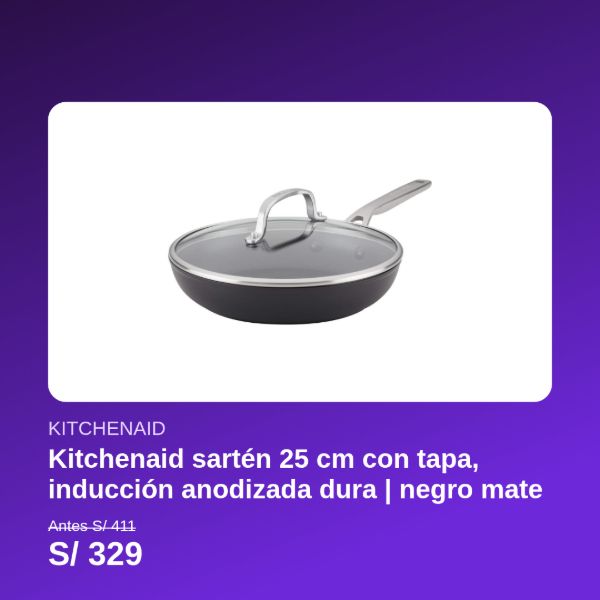 KITCHENAID
Kitchenaid sartén 25 cm con tapa,
inducción anodizada dura | negro mate
Antes S/ 411
S/ 329